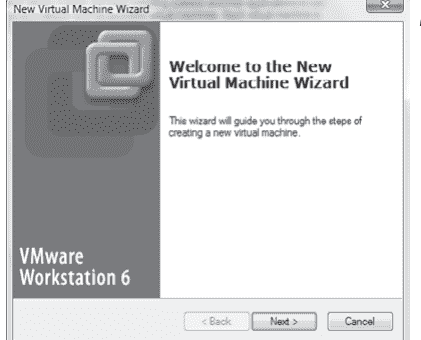 New Virtual Machine Wizard
Welcome to the New
Virtual Machine Wizard
This wizard will guide you through the steps of
creating a new virtual machine.
VMware
Workstation 6
< Back
Next >
Cancel